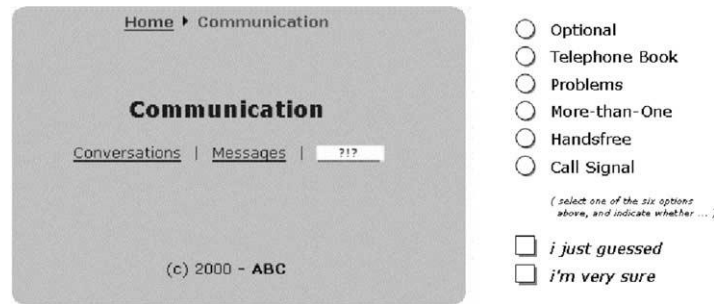 Home ▸ Communication
Communication
Conversations | Messages | ?!?
(c) 2000 - ABC
Optional
Telephone Book
Problems
More-than-One
Handsfree
Call Signal
( select one of the six options
above, and indicate whether ... )
i just guessed
i'm very sure